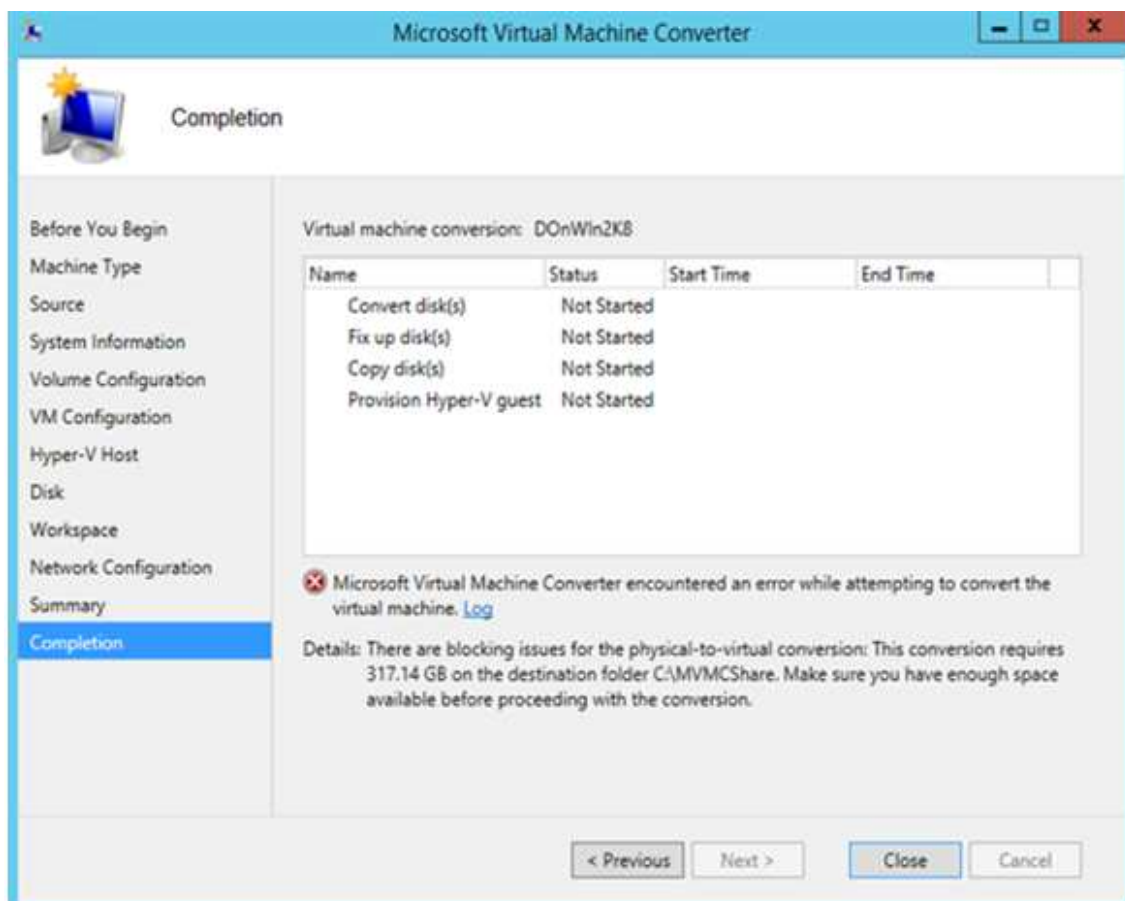 Microsoft Virtual Machine Converter
Completion
Before You Begin
Machine Type
Source
System Information
Volume Configuration
VM Configuration
Hyper-V Host
Disk
Workspace
Network Configuration
Summary
Completion
Virtual machine conversion: DOnWIn2K8
Name Status Start Time End Time
Convert disk(s) Not Started
Fix up disk(s) Not Started
Copy disk(s) Not Started
Provision Hyper-V guest Not Started
Microsoft Virtual Machine Converter encountered an error while attempting to convert the
virtual machine. Log
Details: There are blocking issues for the physical-to-virtual conversion: This conversion requires
317.14 GB on the destination folder C:\MVMCShare. Make sure you have enough space
available before proceeding with the conversion.
< Previous Next > Close Cancel